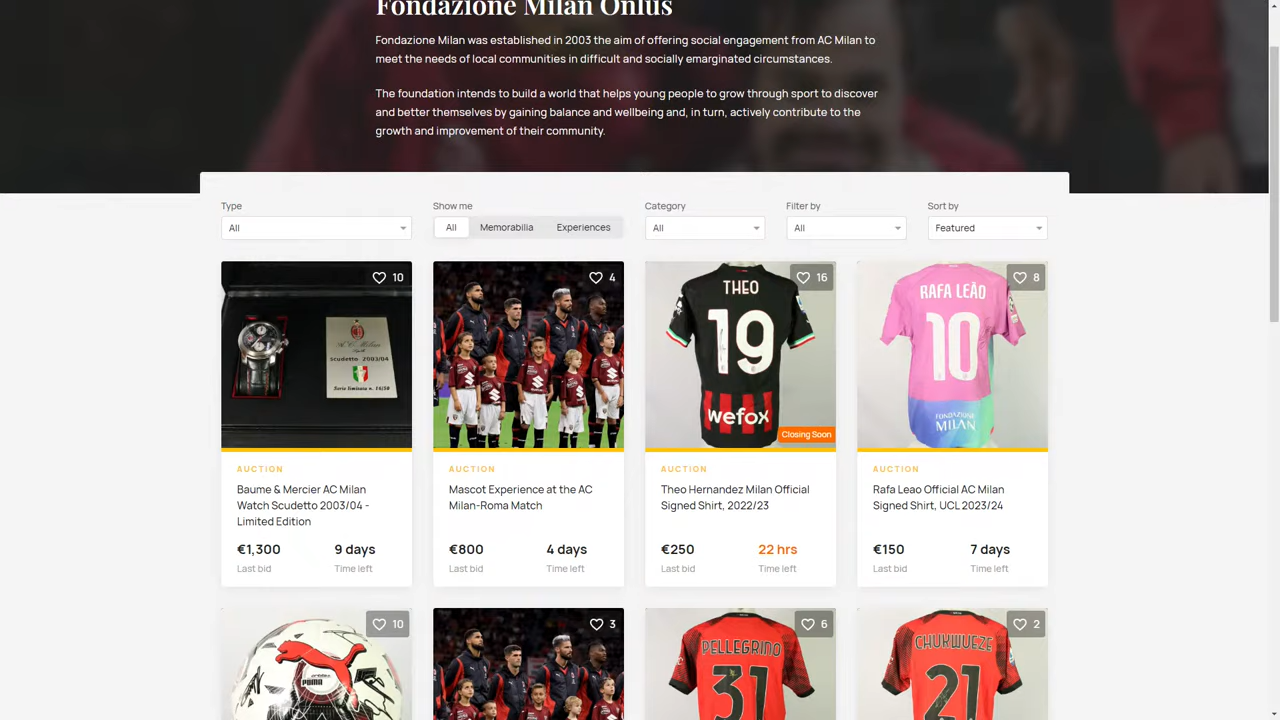 Fondazione Milan Onlus
Fondazione Milan was established in 2003 the aim of offering social engagement from AC Milan to
meet the needs of local communities in difficult and socially emarginated circumstances.
The foundation intends to build a world that helps young people to grow through sport to discover
and better themselves by gaining balance and wellbeing and, in turn, actively contribute to the
growth and improvement of their community.
Type
Show me
Category
Filter by
Sort by
All
All
Memorabilia
Experiences
All
All
Featured
10
A.C. Milan
scudetto 2003/04
Serie limitata n. 16/50
AUCTION
Baume & Mercier AC Milan
Watch Scudetto 2003/04 -
Limited Edition
€1,300
9 days
Last bid
Time left
4
AUCTION
Mascot Experience at the AC
Milan-Roma Match
€800
4 days
Last bid
Time left
16
THEO
19
wefox
Closing Soon
AUCTION
Theo Hernandez Milan Official
Signed Shirt, 2022/23
€250
22 hrs
Last bid
Time left
8
RAFA LEÃO
10
FONDAZIONE
MILAN
AUCTION
Rafa Leao Official AC Milan
Signed Shirt, UCL 2023/24
€150
7 days
Last bid
Time left
10
PUMA
3
6
PELLEGRINO
31
2
CHUKWUEZE
21